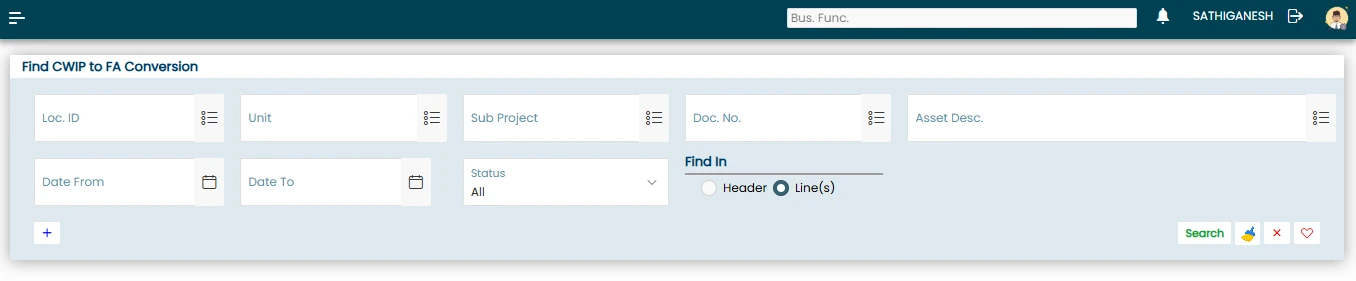 Bus. Func.
SATHIGANESH
Find CWIP to FA Conversion
Loc. ID
Unit
Sub Project
Doc. No.
Asset Desc.
Date From
Date To
Status
All
Find In
Header
Line(s)
Search